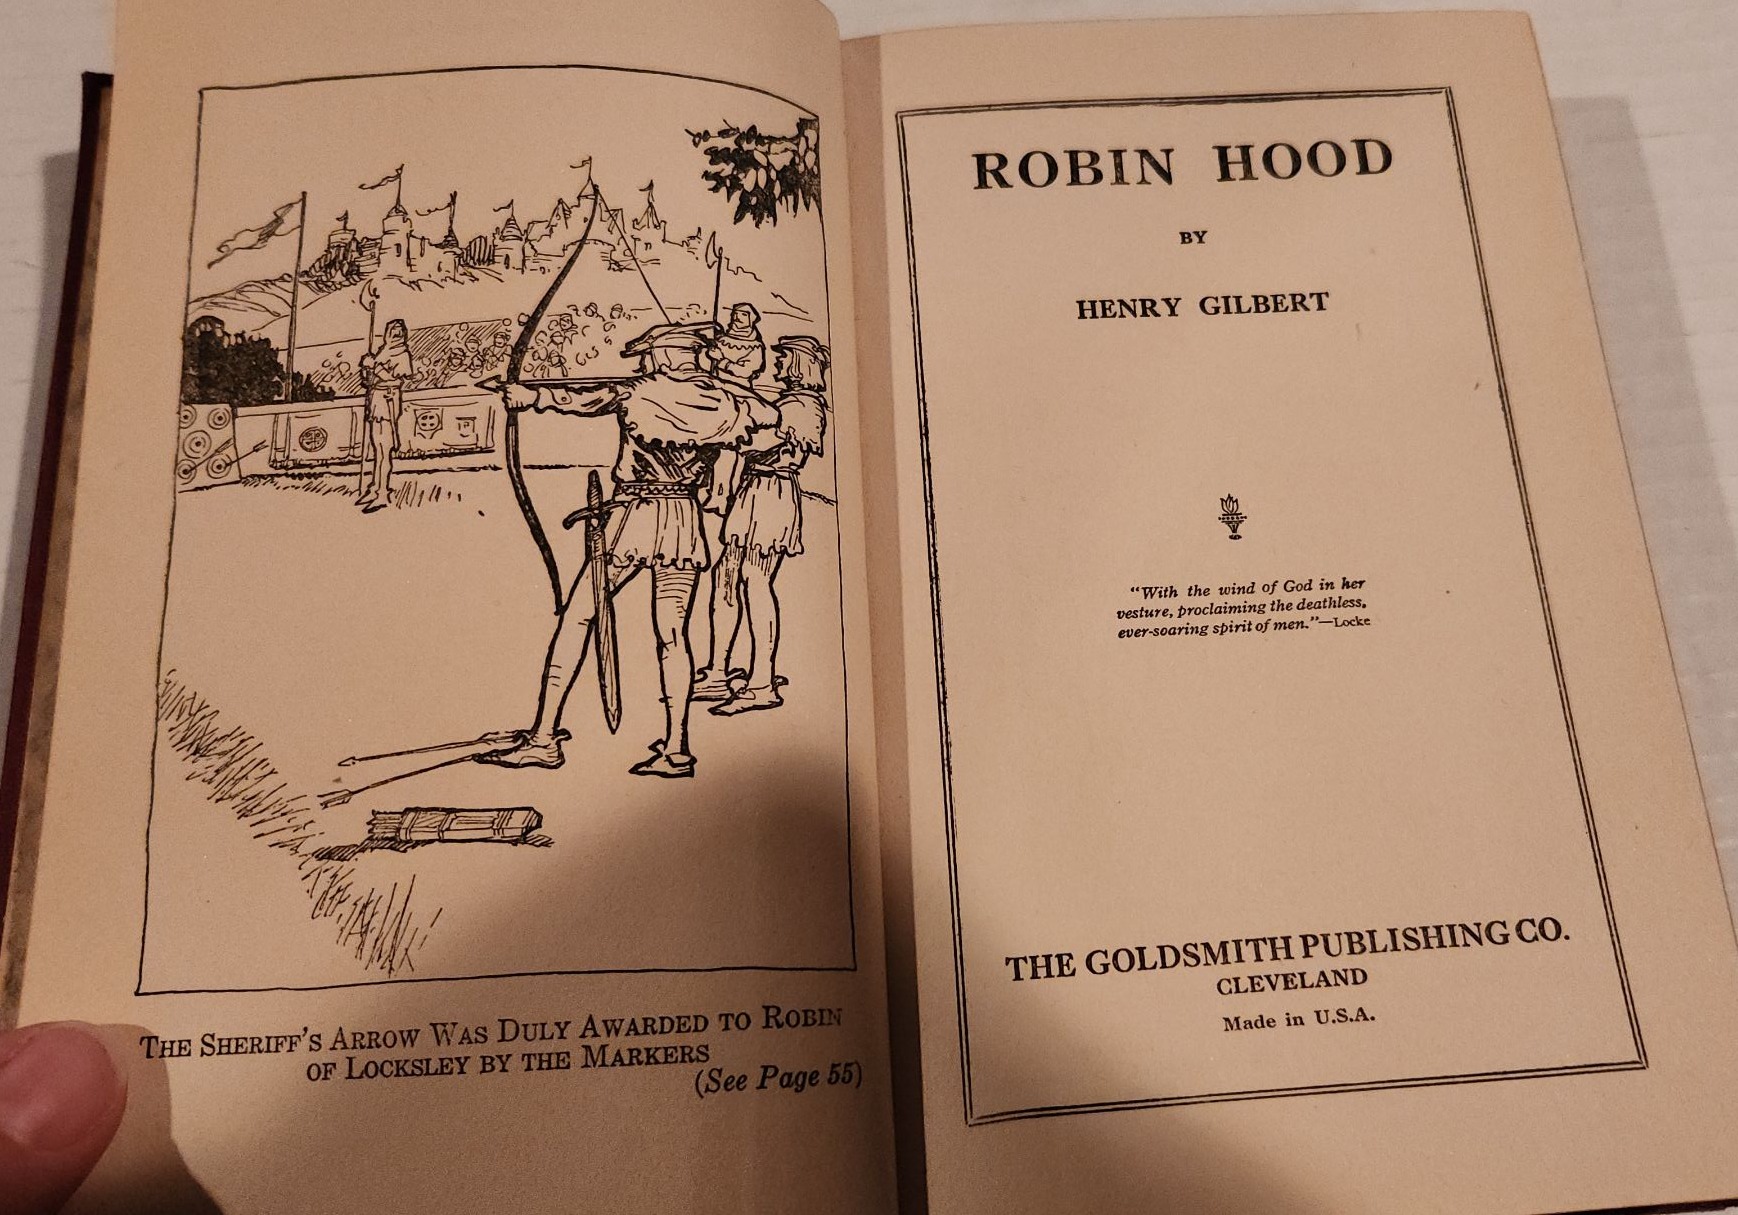 THE SHERIFF'S ARROW WAS DULY AWARDED TO ROBIN
OF LOCKSLEY BY THE MARKERS
(See Page 55)
ROBIN HOOD
BY
HENRY GILBERT
"With the wind of God in her
vesture, proclaiming the deathless,
ever-soaring spirit of men."—Locke
THE GOLDSMITH PUBLISHING CO.
CLEVELAND
Made in U.S.A.